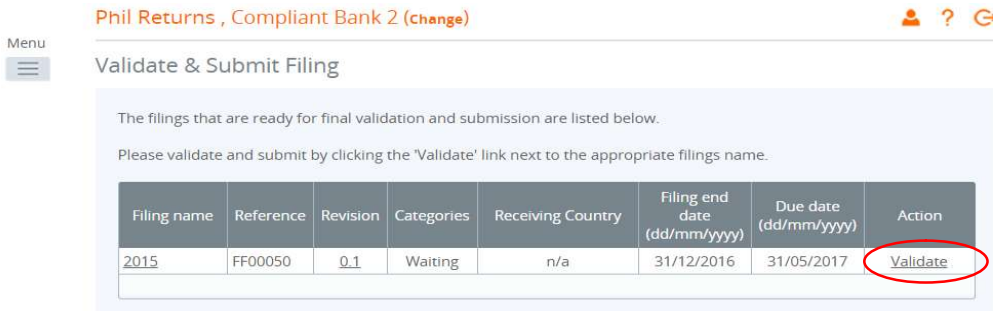 Phil Returns , Compliant Bank 2 (Change)
?
Menu
Validate & Submit Filing
The filings that are ready for final validation and submission are listed below.
Please validate and submit by clicking the 'Validate' link next to the appropriate filings name.
Filing name Reference Revision Categories Receiving Country Filing end date (dd/mm/yyyy) Due date (dd/mm/yyyy) Action
2015 FF00050 0.1 Waiting n/a 31/12/2016 31/05/2017 Validate